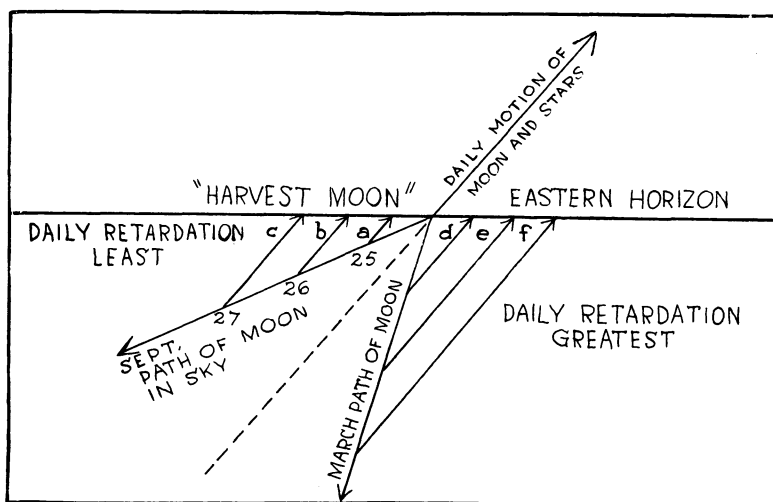 DAILY MOTION OF
MOON AND STARS
"HARVEST MOON"
EASTERN HORIZON
DAILY RETARDATION
LEAST
c
b
a
d
e
f
25
26
27
SEPT.
PATH OF MOON
IN SKY
MARCH PATH OF MOON
DAILY RETARDATION
GREATEST